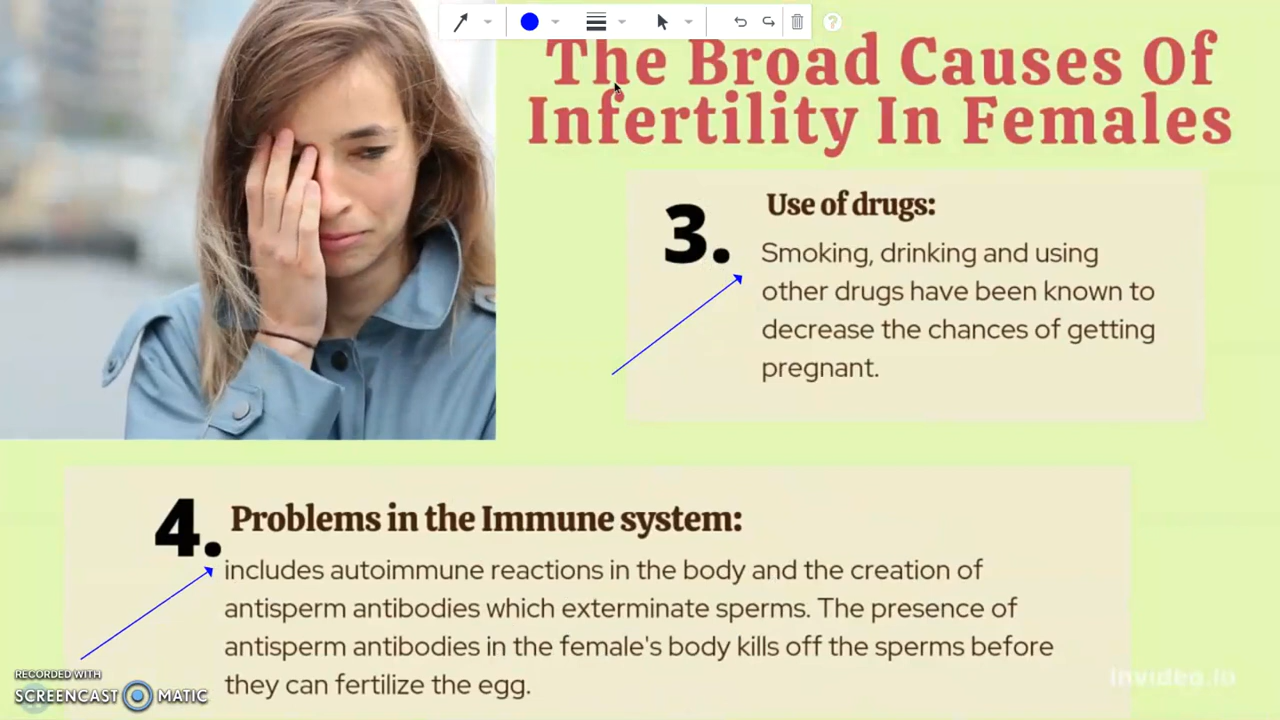 The Broad Causes Of
Infertility In Females
3.
Use of drugs:
Smoking, drinking and using
other drugs have been known to
decrease the chances of getting
pregnant.
4.
Problems in the Immune system:
includes autoimmune reactions in the body and the creation of
antisperm antibodies which exterminate sperms. The presence of
antisperm antibodies in the female's body kills off the sperms before
they can fertilize the egg.
RECORDED WITH
SCREENCAST MATIC
invideo.io